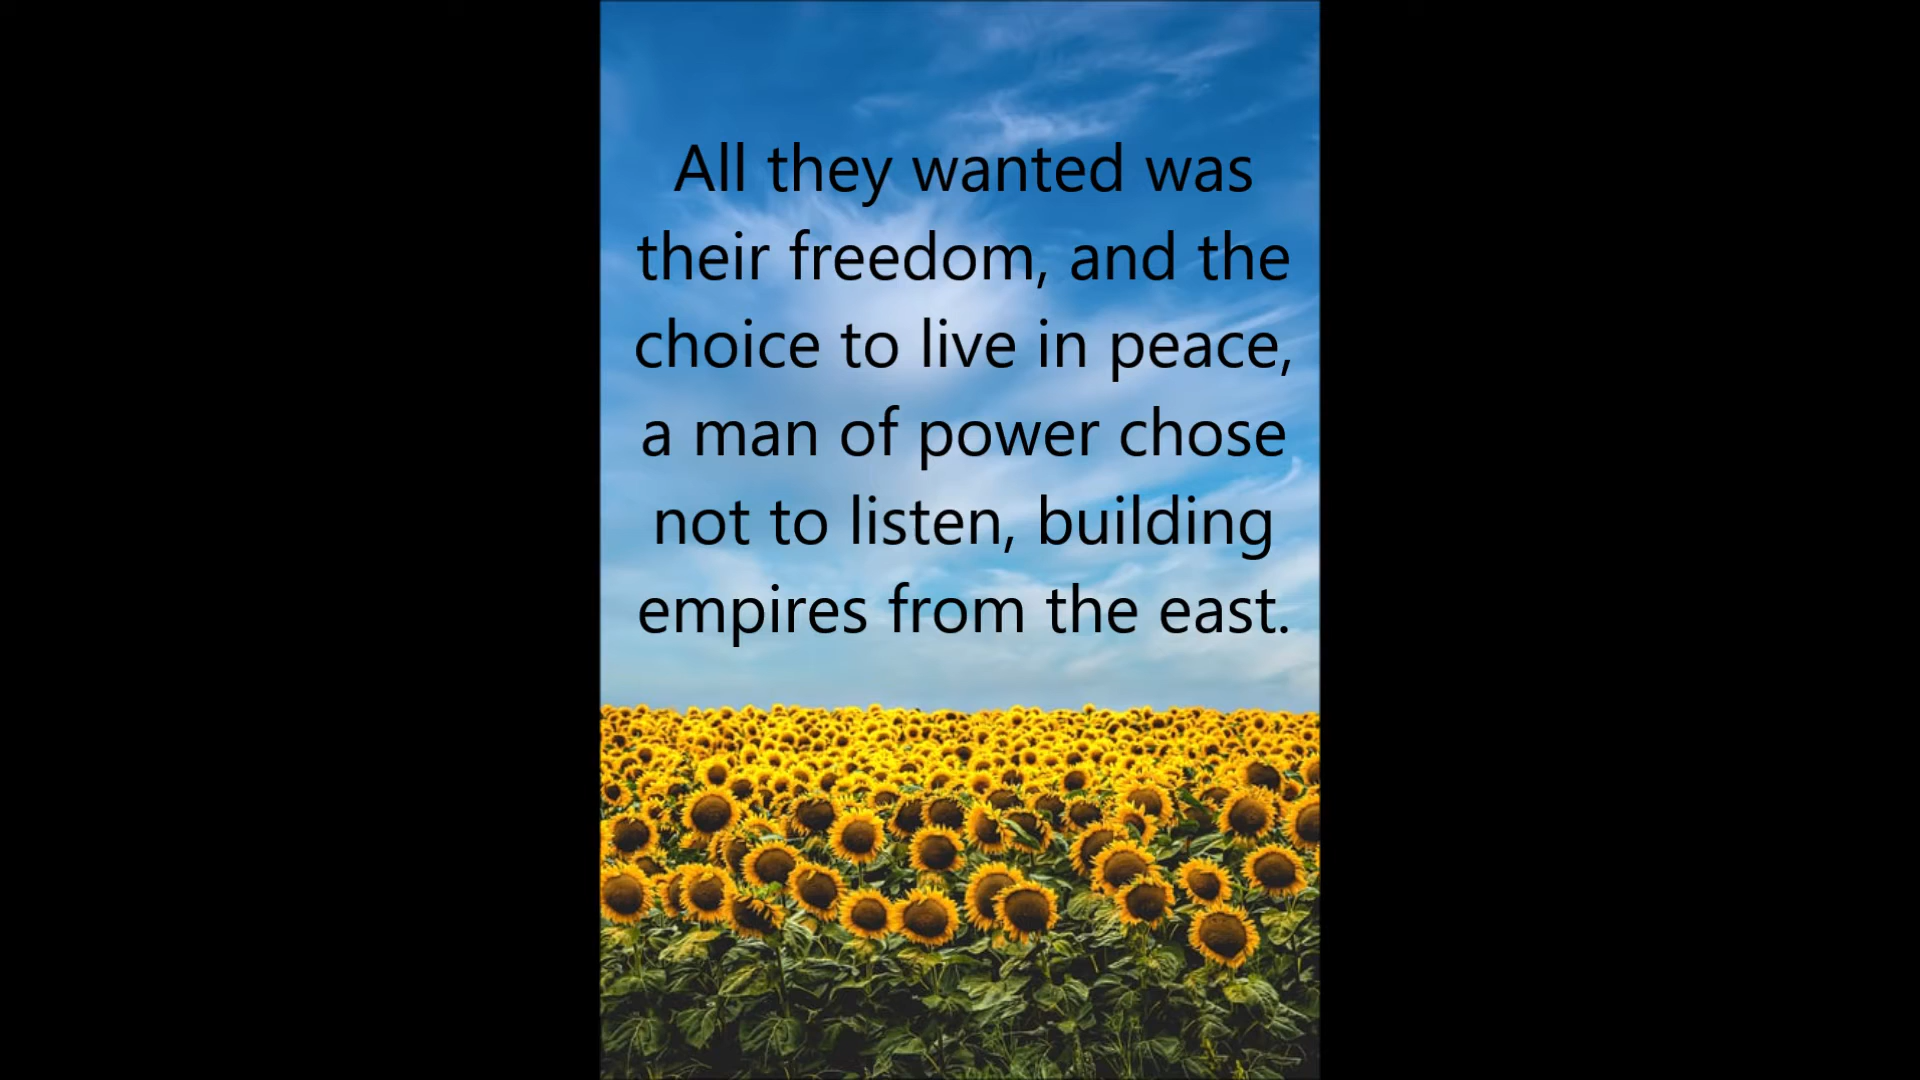 All they wanted was
their freedom, and the
choice to live in peace,
a man of power chose
not to listen, building
empires from the east.